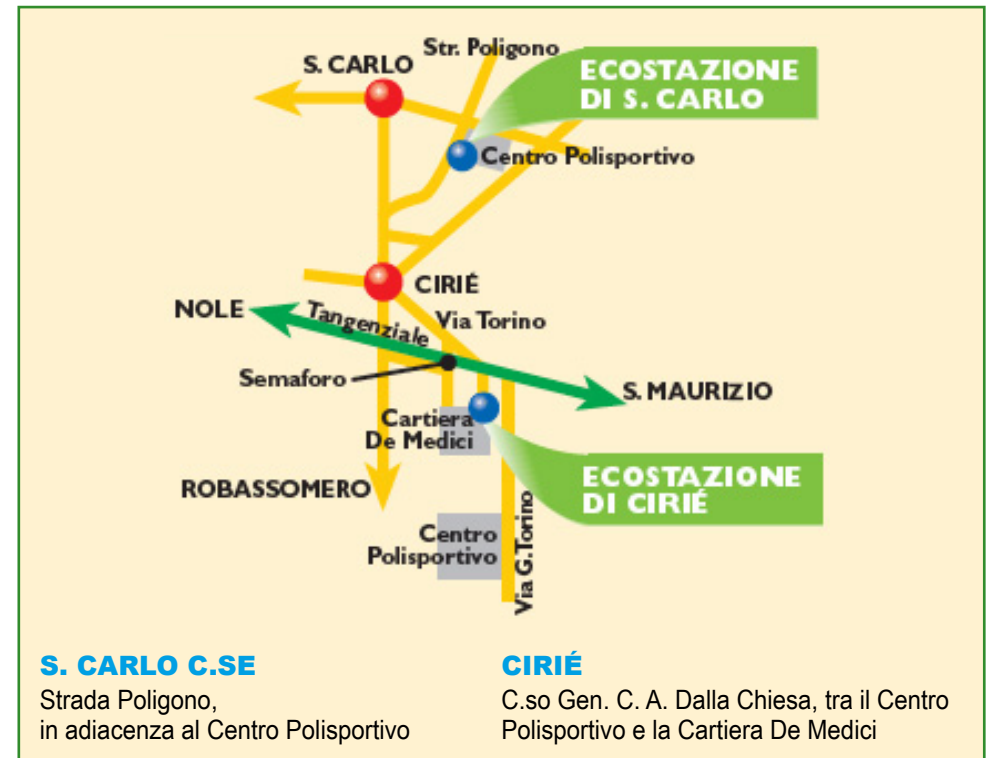 Str. Poligono
S. CARLO
ECOSTAZIONE
DI S. CARLO
Centro Polisportivo
CIRIÉ
NOLE
Tangenziale
Via Torino
Semaforo
S. MAURIZIO
Cartiera
De Medici
ROBASSOMERO
ECOSTAZIONE
DI CIRIÉ
Centro
Polisportivo
Via G.Torino
S. CARLO C.SE
Strada Poligono,
in adiacenza al Centro Polisportivo
CIRIÉ
C.so Gen. C. A. Dalla Chiesa, tra il Centro
Polisportivo e la Cartiera De Medici